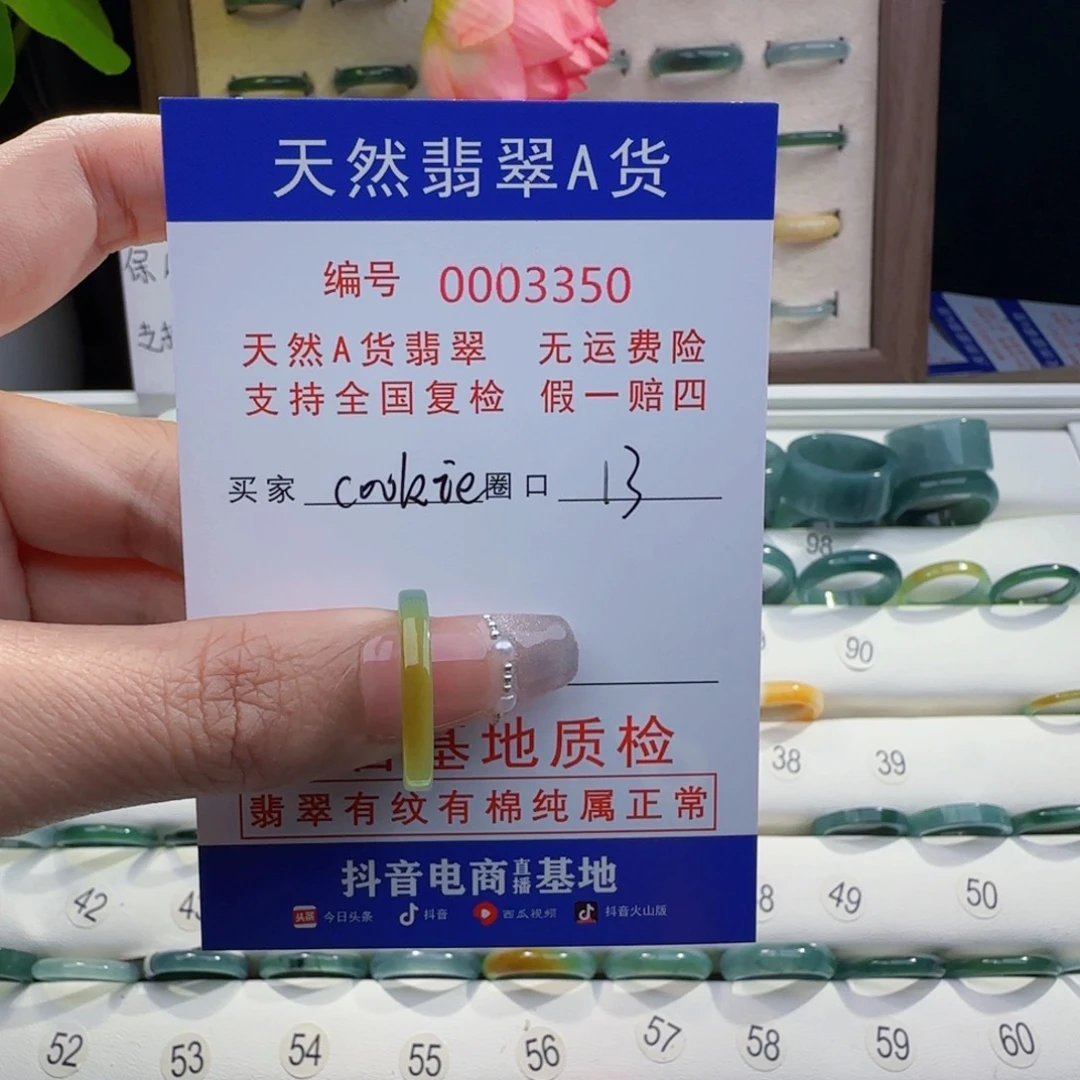 天然翡翠A货
编号 0003350
天然A货翡翠 无运费险
支持全国复检 假一赔四
买家 cookie 圈口 13
基地质检
翡翠有纹有棉纯属正常
抖音电商直播基地
头条 今日头条 抖音 西瓜视频 抖音火山版
保
98
90
38 39
42 49 50
52 53 54 55 56 57 58 59 60